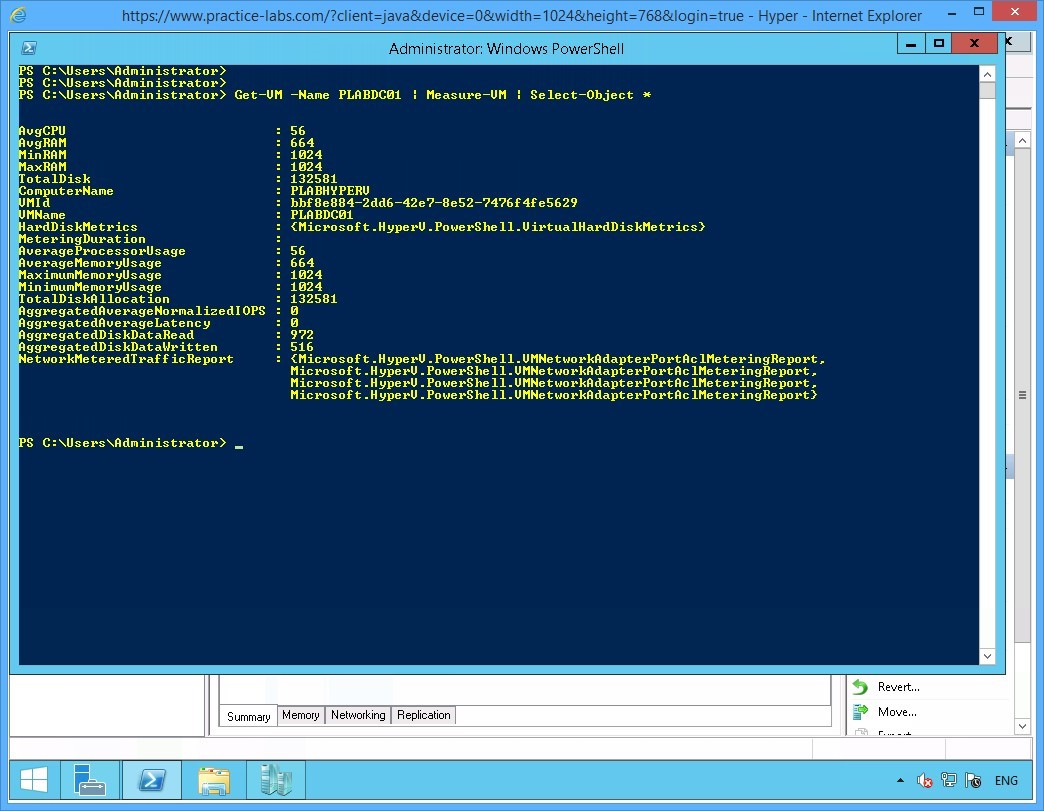 https://www.practice-labs.com/?client=java&device=0&width=1024&height=768&login=true - Hyper - Internet Explorer
Administrator: Windows PowerShell
PS C:\Users\Administrator>
PS C:\Users\Administrator>
PS C:\Users\Administrator> Get-VM -Name PLABDC01 | Measure-VM | Select-Object *
AvgCPU : 56
AvgRAM : 664
MinRAM : 1024
MaxRAM : 1024
TotalDisk : 132581
ComputerName : PLABHYPERV
VMId : bbf8e884-2dd6-42e7-8e52-7476f4fe5629
VMName : PLABDC01
HardDiskMetrics : {Microsoft.HyperV.PowerShell.VirtualHardDiskMetrics}
MeteringDuration :
AverageProcessorUsage : 56
AverageMemoryUsage : 664
MaximumMemoryUsage : 1024
MinimumMemoryUsage : 1024
TotalDiskAllocation : 132581
AggregatedAverageNormalizedIOPS : 0
AggregatedAverageLatency : 0
AggregatedDiskDataRead : 972
AggregatedDiskDataWritten : 516
NetworkMeteredTrafficReport : {Microsoft.HyperV.PowerShell.VMNetworkAdapterPortAclMeteringReport,
Microsoft.HyperV.PowerShell.VMNetworkAdapterPortAclMeteringReport,
Microsoft.HyperV.PowerShell.VMNetworkAdapterPortAclMeteringReport,
Microsoft.HyperV.PowerShell.VMNetworkAdapterPortAclMeteringReport}
PS C:\Users\Administrator> _
Revert...
Move...
Summary Memory Networking Replication
ENG